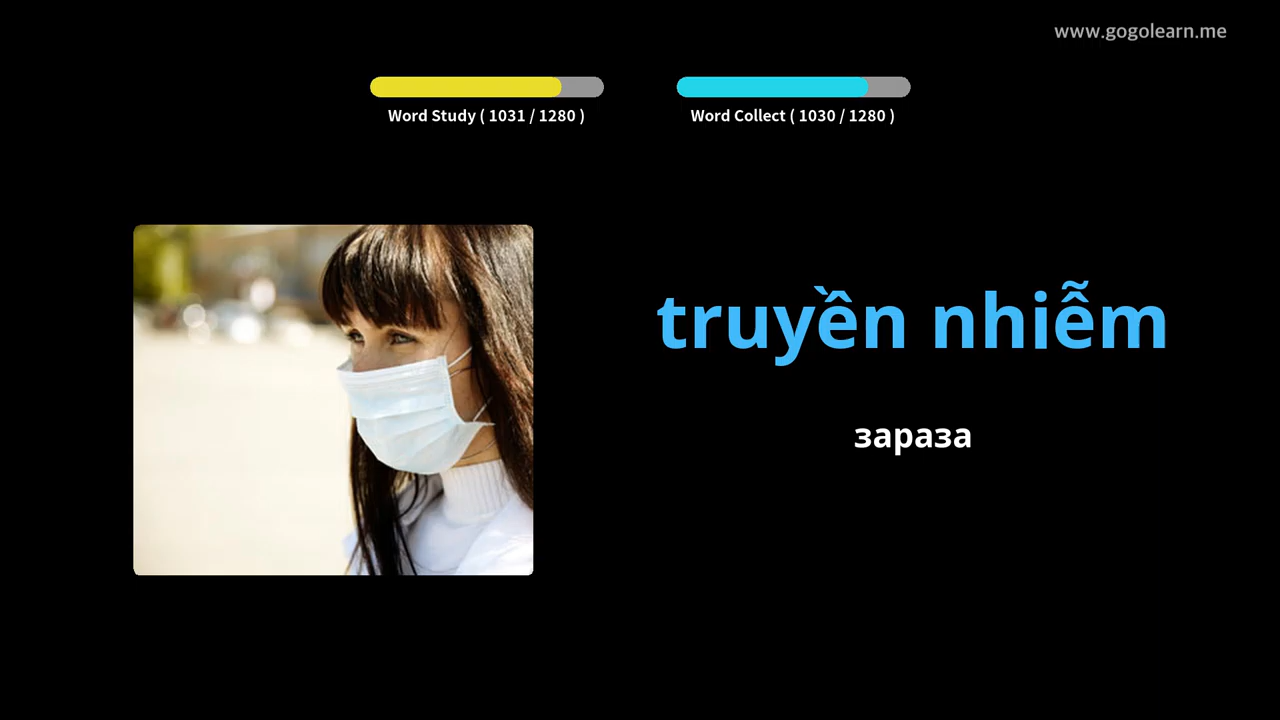 www.gogolearn.me
Word Study ( 1031 / 1280 )
Word Collect ( 1030 / 1280 )
truyền nhiễm
зараза